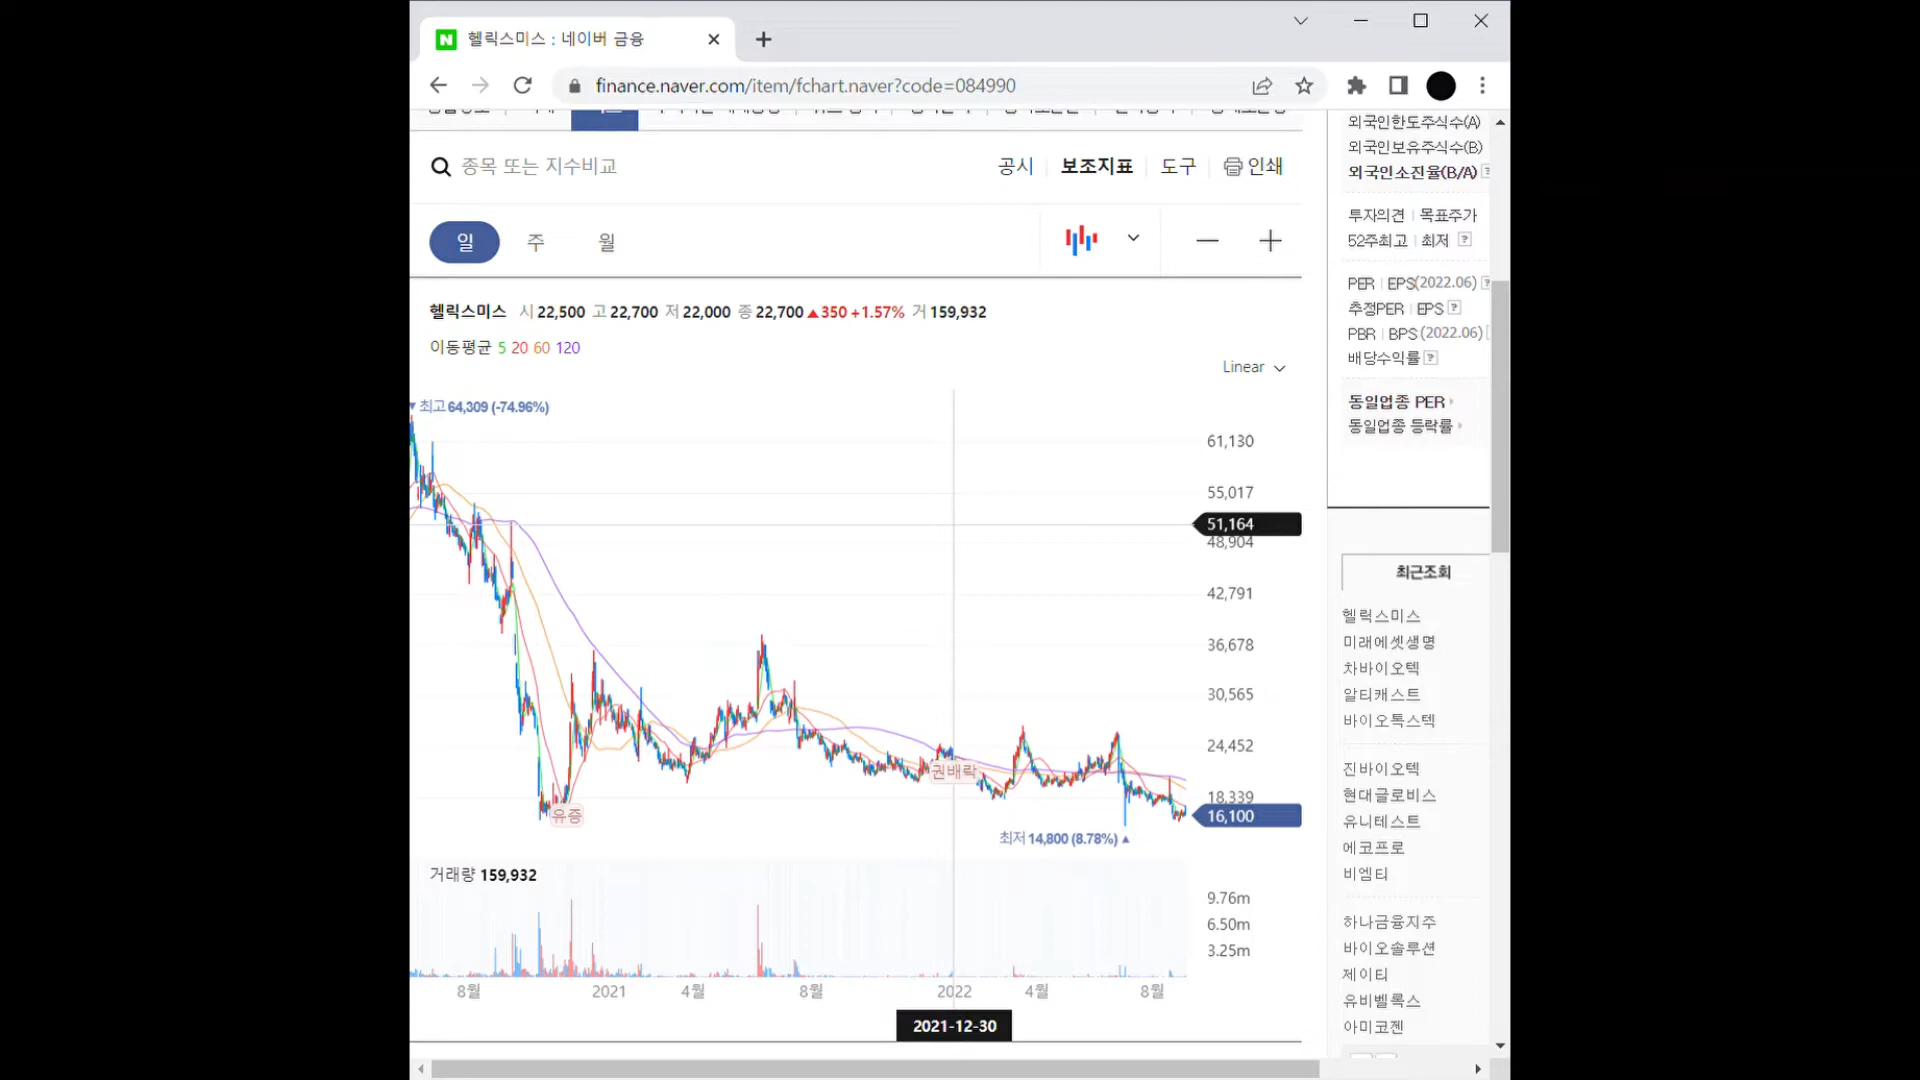 헬릭스미스 : 네이버 금융
finance.naver.com/item/fchart.naver?code=084990
종목 또는 지수비교
공시 보조지표 도구 인쇄
일 주 월
헬릭스미스 시 22,500 고 22,700 저 22,000 종 22,700 ▲350 +1.57% 거 159,932
이동평균 5 20 60 120
Linear
▼최고 64,309 (-74.96%)
61,130
55,017
51,164
48,904
42,791
36,678
30,565
24,452
18,339
16,100
권배락
유증
최저 14,800 (8.78%) ▲
거래량 159,932
9.76m
6.50m
3.25m
8월 2021 4월 8월 2022 4월 8월
2021-12-30
외국인한도주식수(A)
외국인보유주식수(B)
외국인소진율(B/A) ?
투자의견 | 목표주가
52주최고 | 최저 ?
PER | EPS(2022.06) ?
추정PER | EPS ?
PBR | BPS (2022.06)
배당수익률 ?
동일업종 PER
동일업종 등락률
최근조회
헬릭스미스
미래에셋생명
차바이오텍
알티캐스트
바이오톡스텍
진바이오텍
현대글로비스
유니테스트
에코프로
비엠티
하나금융지주
바이오솔루션
제이티
유비벨록스
아미코젠